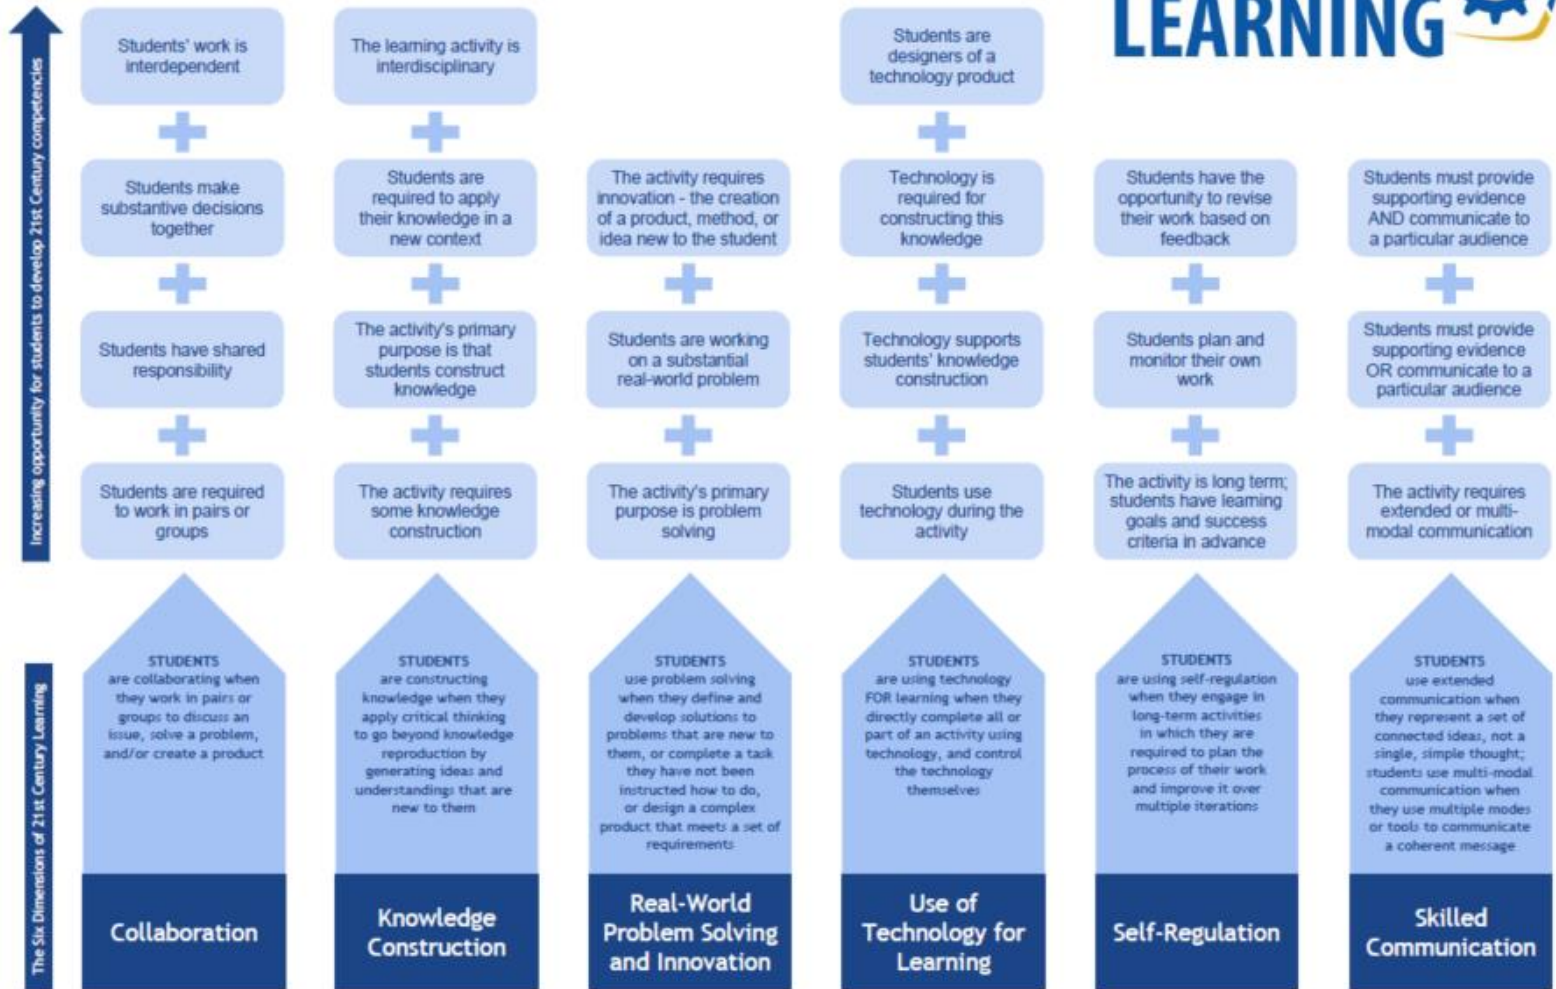 LEARNING
Increasing opportunity for students to develop 21st Century competencies
Students' work is
interdependent
The learning activity is
interdisciplinary
Students are
designers of a
technology product
Students make
substantive decisions
together
Students are
required to apply
their knowledge in a
new context
The activity requires
innovation - the creation
of a product, method, or
idea new to the student
Technology is
required for
constructing this
knowledge
Students have the
opportunity to revise
their work based on
feedback
Students must provide
supporting evidence
AND communicate to
a particular audience
Students have shared
responsibility
The activity's primary
purpose is that
students construct
knowledge
Students are working
on a substantial
real-world problem
Technology supports
students' knowledge
construction
Students plan and
monitor their own
work
Students must provide
supporting evidence
OR communicate to a
particular audience
Students are required
to work in pairs or
groups
The activity requires
some knowledge
construction
The activity's primary
purpose is problem
solving
Students use
technology during the
activity
The activity is long term;
students have learning
goals and success
criteria in advance
The activity requires
extended or multi-
modal communication
The Six Dimensions of 21st Century Learning
STUDENTS
are collaborating when
they work in pairs or
groups to discuss an
issue, solve a problem,
and/or create a product
STUDENTS
are constructing
knowledge when they
apply critical thinking
to go beyond knowledge
reproduction by
generating ideas and
understandings that are
new to them
STUDENTS
use problem solving
when they define and
develop solutions to
problems that are new to
them, or complete a task
they have not been
instructed how to do,
or design a complex
product that meets a set of
requirements
STUDENTS
are using technology
FOR learning when they
directly complete all or
part of an activity using
technology, and control
the technology
themselves
STUDENTS
are using self-regulation
when they engage in
long-term activities
in which they are
required to plan the
process of their work
and improve it over
multiple iterations
STUDENTS
use extended
communication when
they represent a set of
connected ideas, not a
single, simple thought;
students use multi-modal
communication when
they use multiple modes
or tools to communicate
a coherent message
Collaboration
Knowledge
Construction
Real-World
Problem Solving
and Innovation
Use of
Technology for
Learning
Self-Regulation
Skilled
Communication